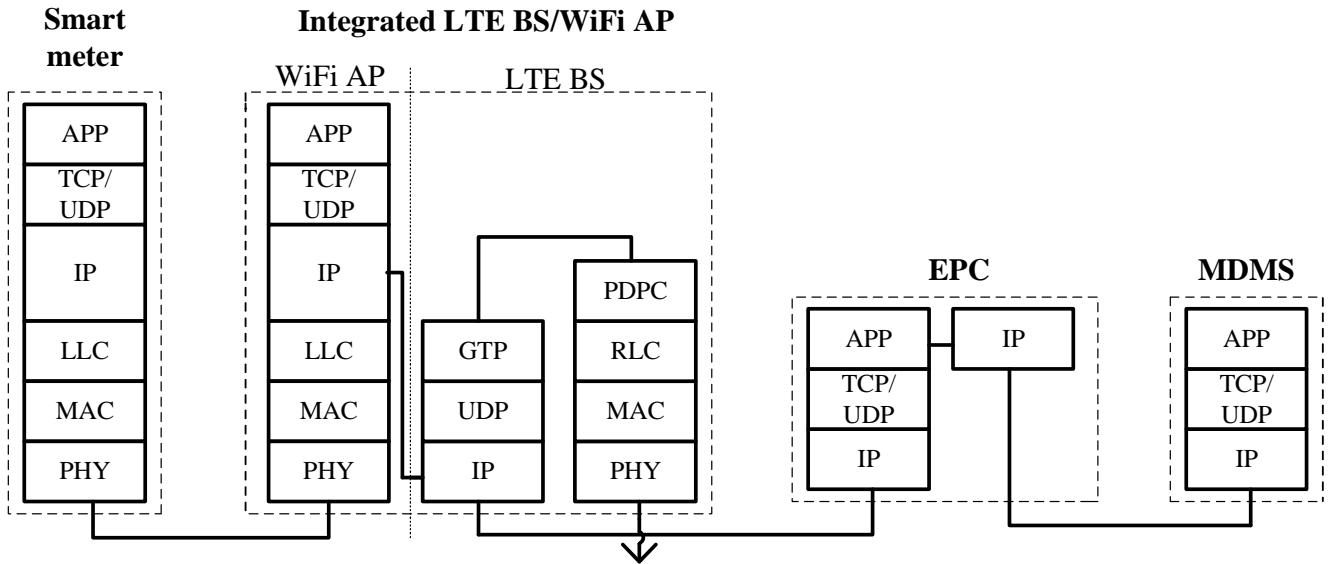 Smart
meter
Integrated LTE BS/WiFi AP
WiFi AP
LTE BS
APP
TCP/
UDP
IP
LLC
MAC
PHY
APP
TCP/
UDP
IP
LLC
MAC
PHY
GTP
UDP
IP
PDPC
RLC
MAC
PHY
EPC
APP
TCP/
UDP
IP
IP
MDMS
APP
TCP/
UDP
IP